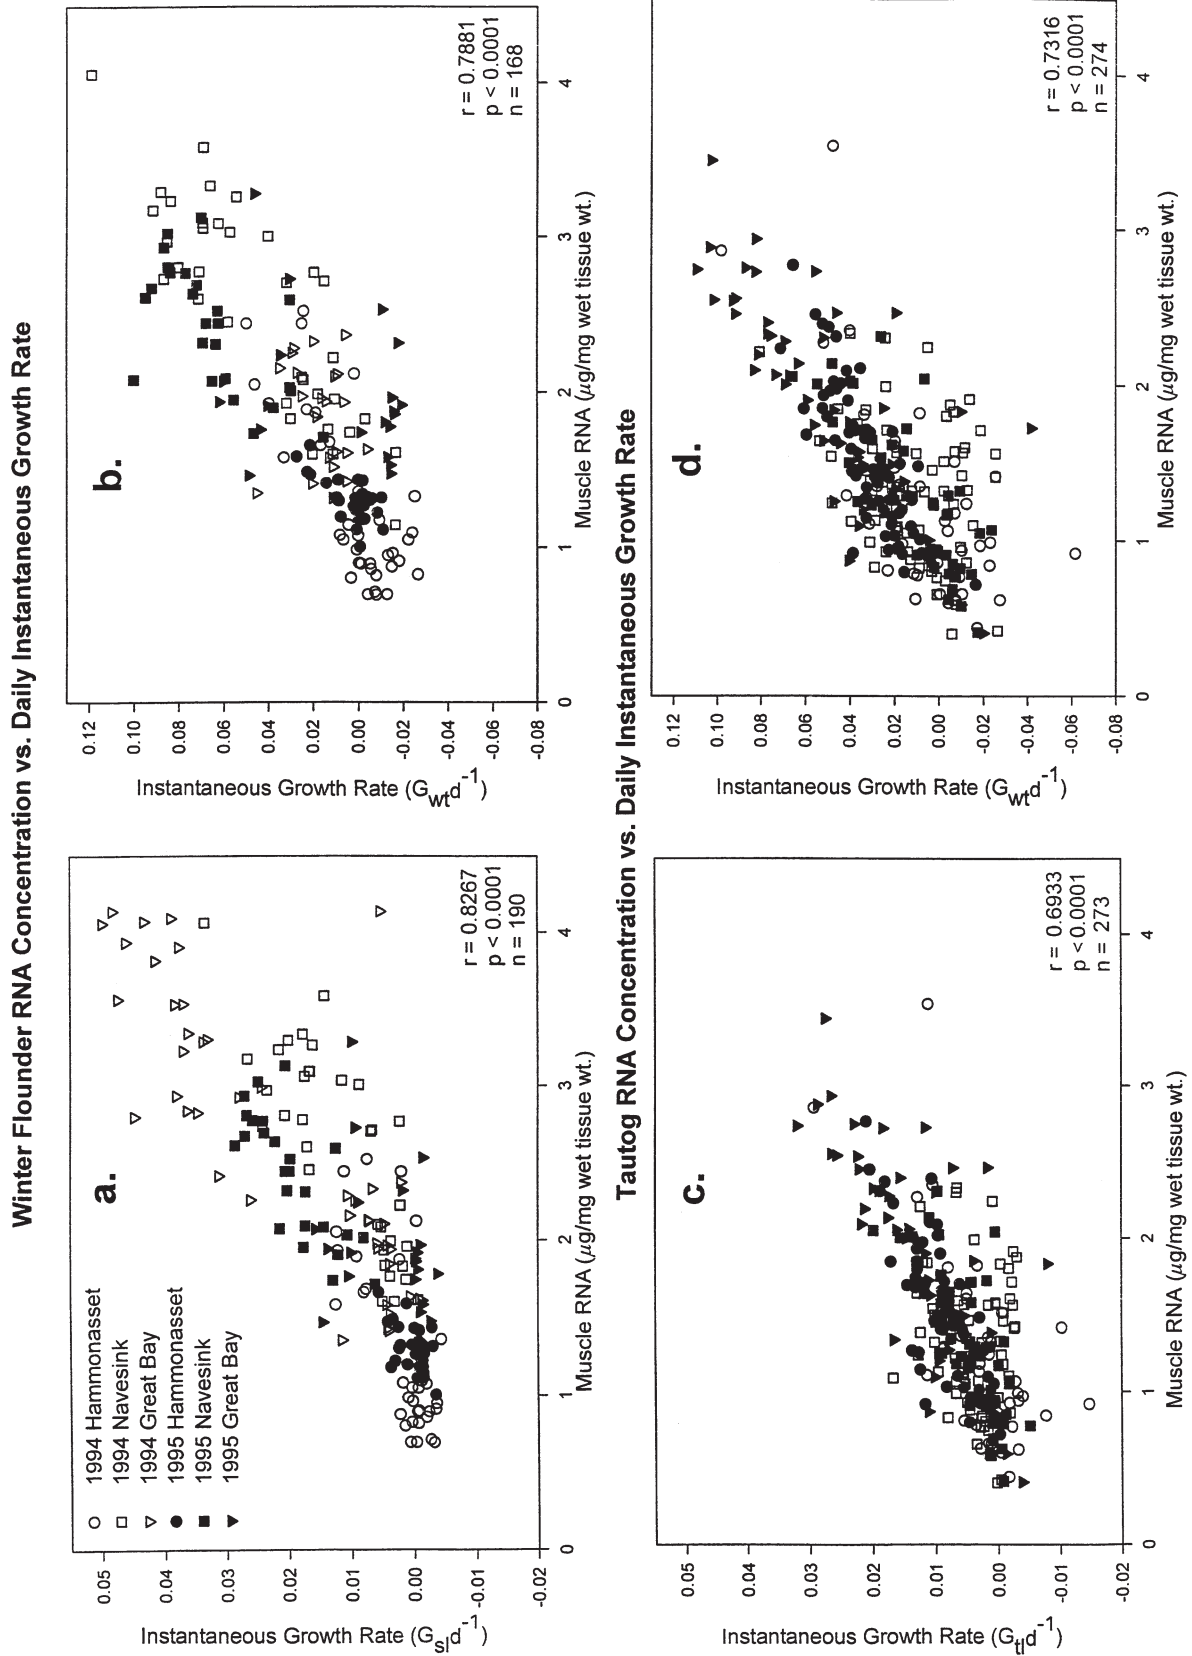 Winter Flounder RNA Concentration vs. Daily Instantaneous Growth Rate
a.
1994 Hammonasset
1994 Navesink
1994 Great Bay
1995 Hammonasset
1995 Navesink
1995 Great Bay
Instantaneous Growth Rate (G_sl d⁻¹)
0.05
0.04
0.03
0.02
0.01
0.00
-0.01
-0.02
0 1 2 3 4
Muscle RNA (µg/mg wet tissue wt.)
r = 0.8267
p < 0.0001
n = 190
b.
Instantaneous Growth Rate (G_wt d⁻¹)
0.12
0.10
0.08
0.06
0.04
0.02
0.00
-0.02
-0.04
-0.06
-0.08
0 1 2 3 4
Muscle RNA (µg/mg wet tissue wt.)
r = 0.7881
p < 0.0001
n = 168
Tautog RNA Concentration vs. Daily Instantaneous Growth Rate
c.
Instantaneous Growth Rate (G_tl d⁻¹)
0.05
0.04
0.03
0.02
0.01
0.00
-0.01
-0.02
0 1 2 3 4
Muscle RNA (µg/mg wet tissue wt.)
r = 0.6933
p < 0.0001
n = 273
d.
Instantaneous Growth Rate (G_wt d⁻¹)
0.12
0.10
0.08
0.06
0.04
0.02
0.00
-0.02
-0.04
-0.06
-0.08
0 1 2 3 4
Muscle RNA (µg/mg wet tissue wt.)
r = 0.7316
p < 0.0001
n = 274